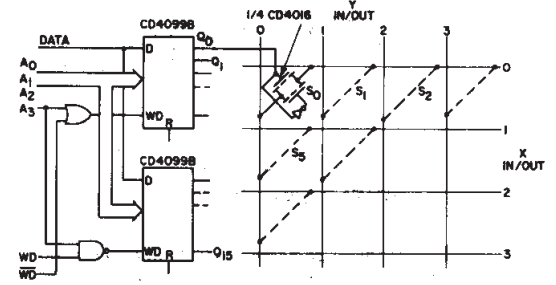 1/4 CD4016
Y
IN/OUT
0 1 2 3
CD4099B
DATA
D
Q0
Q1
A0
A1
A2
A3
WD
R
S0
S1
S2
0
1
CD4099B
D
S5
X
IN/OUT
2
WD
R
Q15
3
WD
W̅D̅